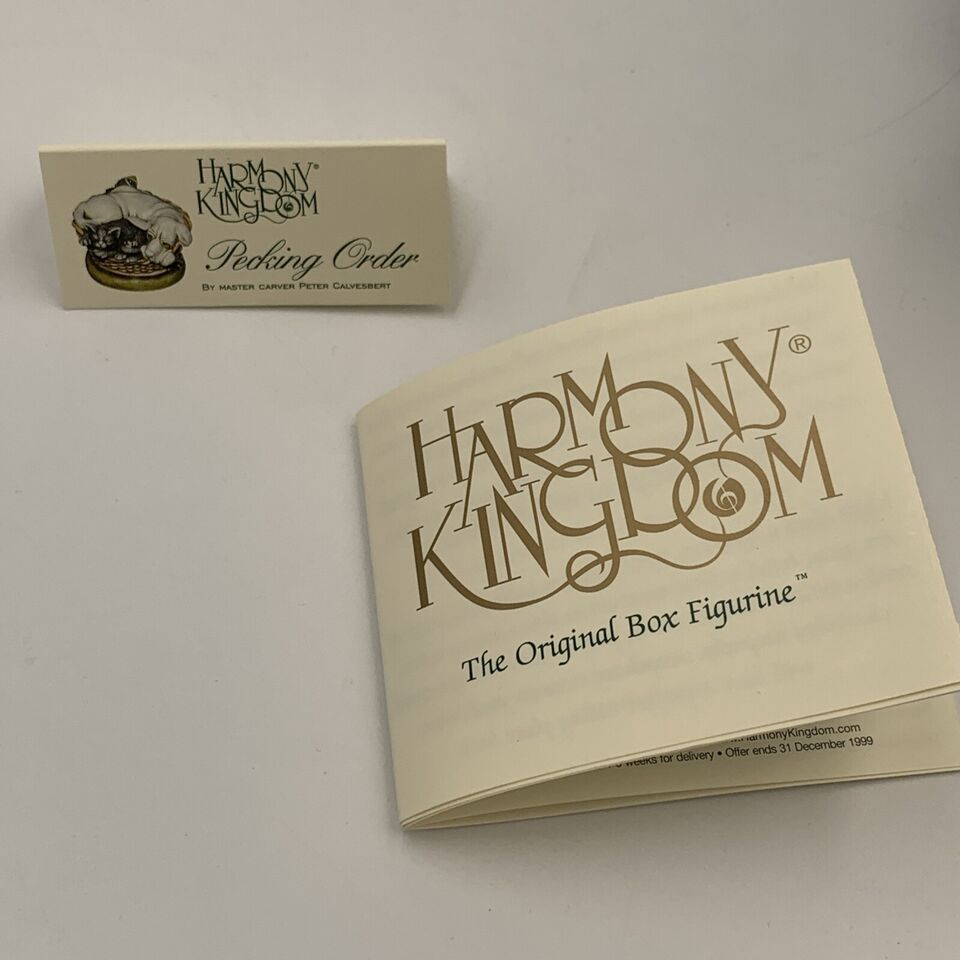 HARMONY®
KINGDOM
Pecking Order
BY MASTER CARVER PETER CALVESBERT
HARMONY®
KINGDOM
The Original Box Figurine™
HarmonyKingdom.com
weeks for delivery • Offer ends 31 December 1999